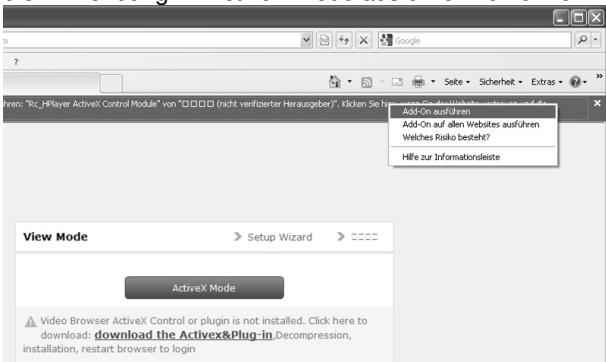 Google
?
Seite Sicherheit Extras »
"Rc_HPlayer ActiveX Control Module" von "□□□□ (nicht verifizierter Herausgeber)". Klicken Sie
Add-On ausführen
Add-On auf allen Websites ausführen
Welches Risiko besteht?
Hilfe zur Informationsleiste
View Mode > Setup Wizard > □□□□
ActiveX Mode
Video Browser ActiveX Control or plugin is not installed. Click here to
download: download the Activex&Plug-in,Decompression,
installation, restart browser to login